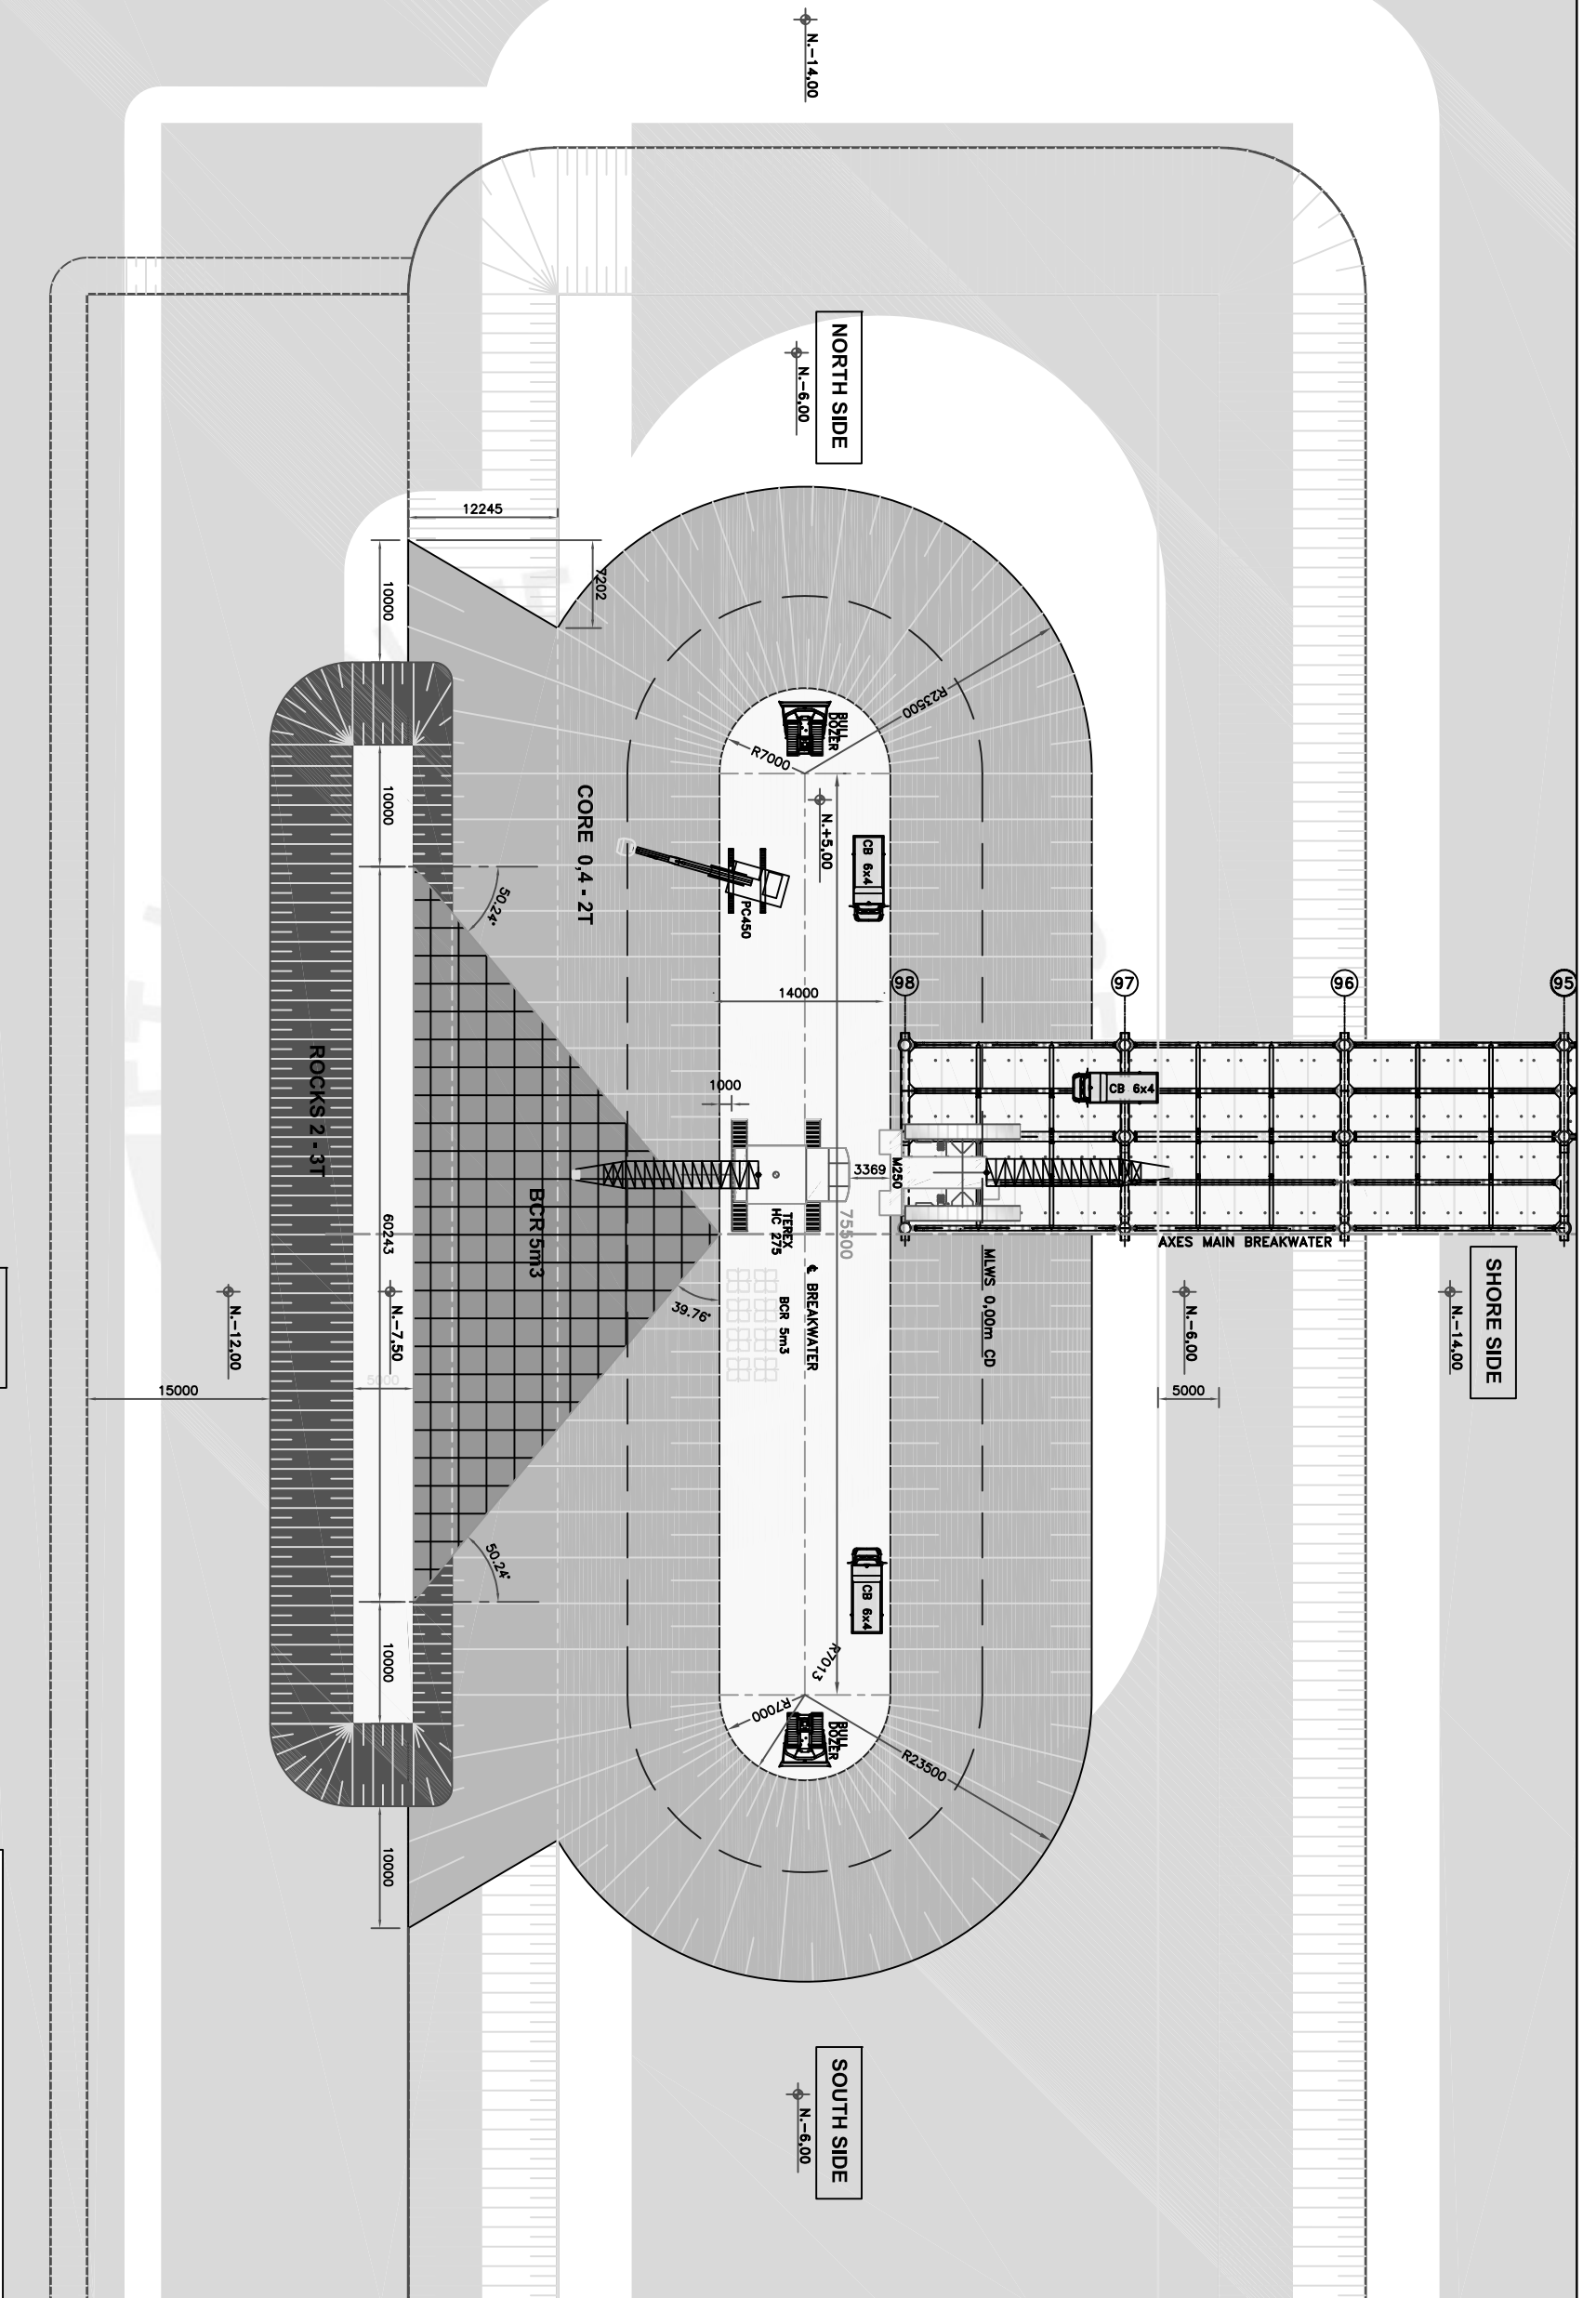 N.-14,00
NORTH SIDE
N.-6,00
12245
7202
10000
R23500
BULL
DOZER
R7000
10000
CORE 0,4 - 2T
N.+5,00
CB 6x4
PC450
50.24°
14000
98
97
96
95
ROCKS 2 - 3T
1000
CB 6x4
3369
M250
BCR 5m3
TEREX
HC 275
75500
60243
AXES MAIN BREAKWATER
MLWS 0,00m CD
SHORE SIDE
℄ BREAKWATER
BCR 5m3
39.76°
N.-12,00
N.-7,50
N.-6,00
N.-14,00
15000
5000
5000
50.24°
CB 6x4
10000
R7013
R7000
BULL
DOZER
R23500
10000
SOUTH SIDE
N.-6,00